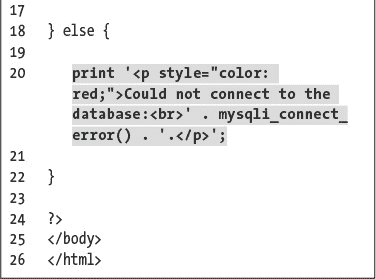 17
18 } else {
19
20 print '<p style="color:
red;">Could not connect to the
database:<br>' . mysqli_connect_
error() . '.</p>';
21
22 }
23
24 ?>
25 </body>
26 </html>